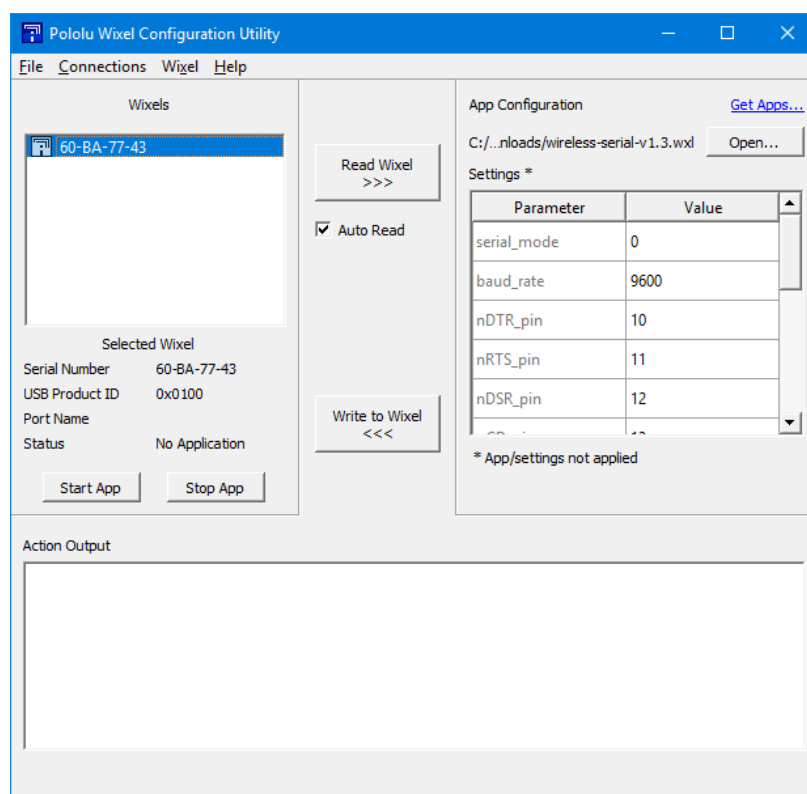 Pololu Wixel Configuration Utility
File Connections Wixel Help
Wixels
60-BA-77-43
Selected Wixel
Serial Number 60-BA-77-43
USB Product ID 0x0100
Port Name
Status No Application
Start App Stop App
Read Wixel
>>>
Auto Read
Write to Wixel
<<<
App Configuration Get Apps...
C:/...nloads/wireless-serial-v1.3.wxl Open...
Settings *
Parameter Value
serial_mode 0
baud_rate 9600
nDTR_pin 10
nRTS_pin 11
nDSR_pin 12
* App/settings not applied
Action Output